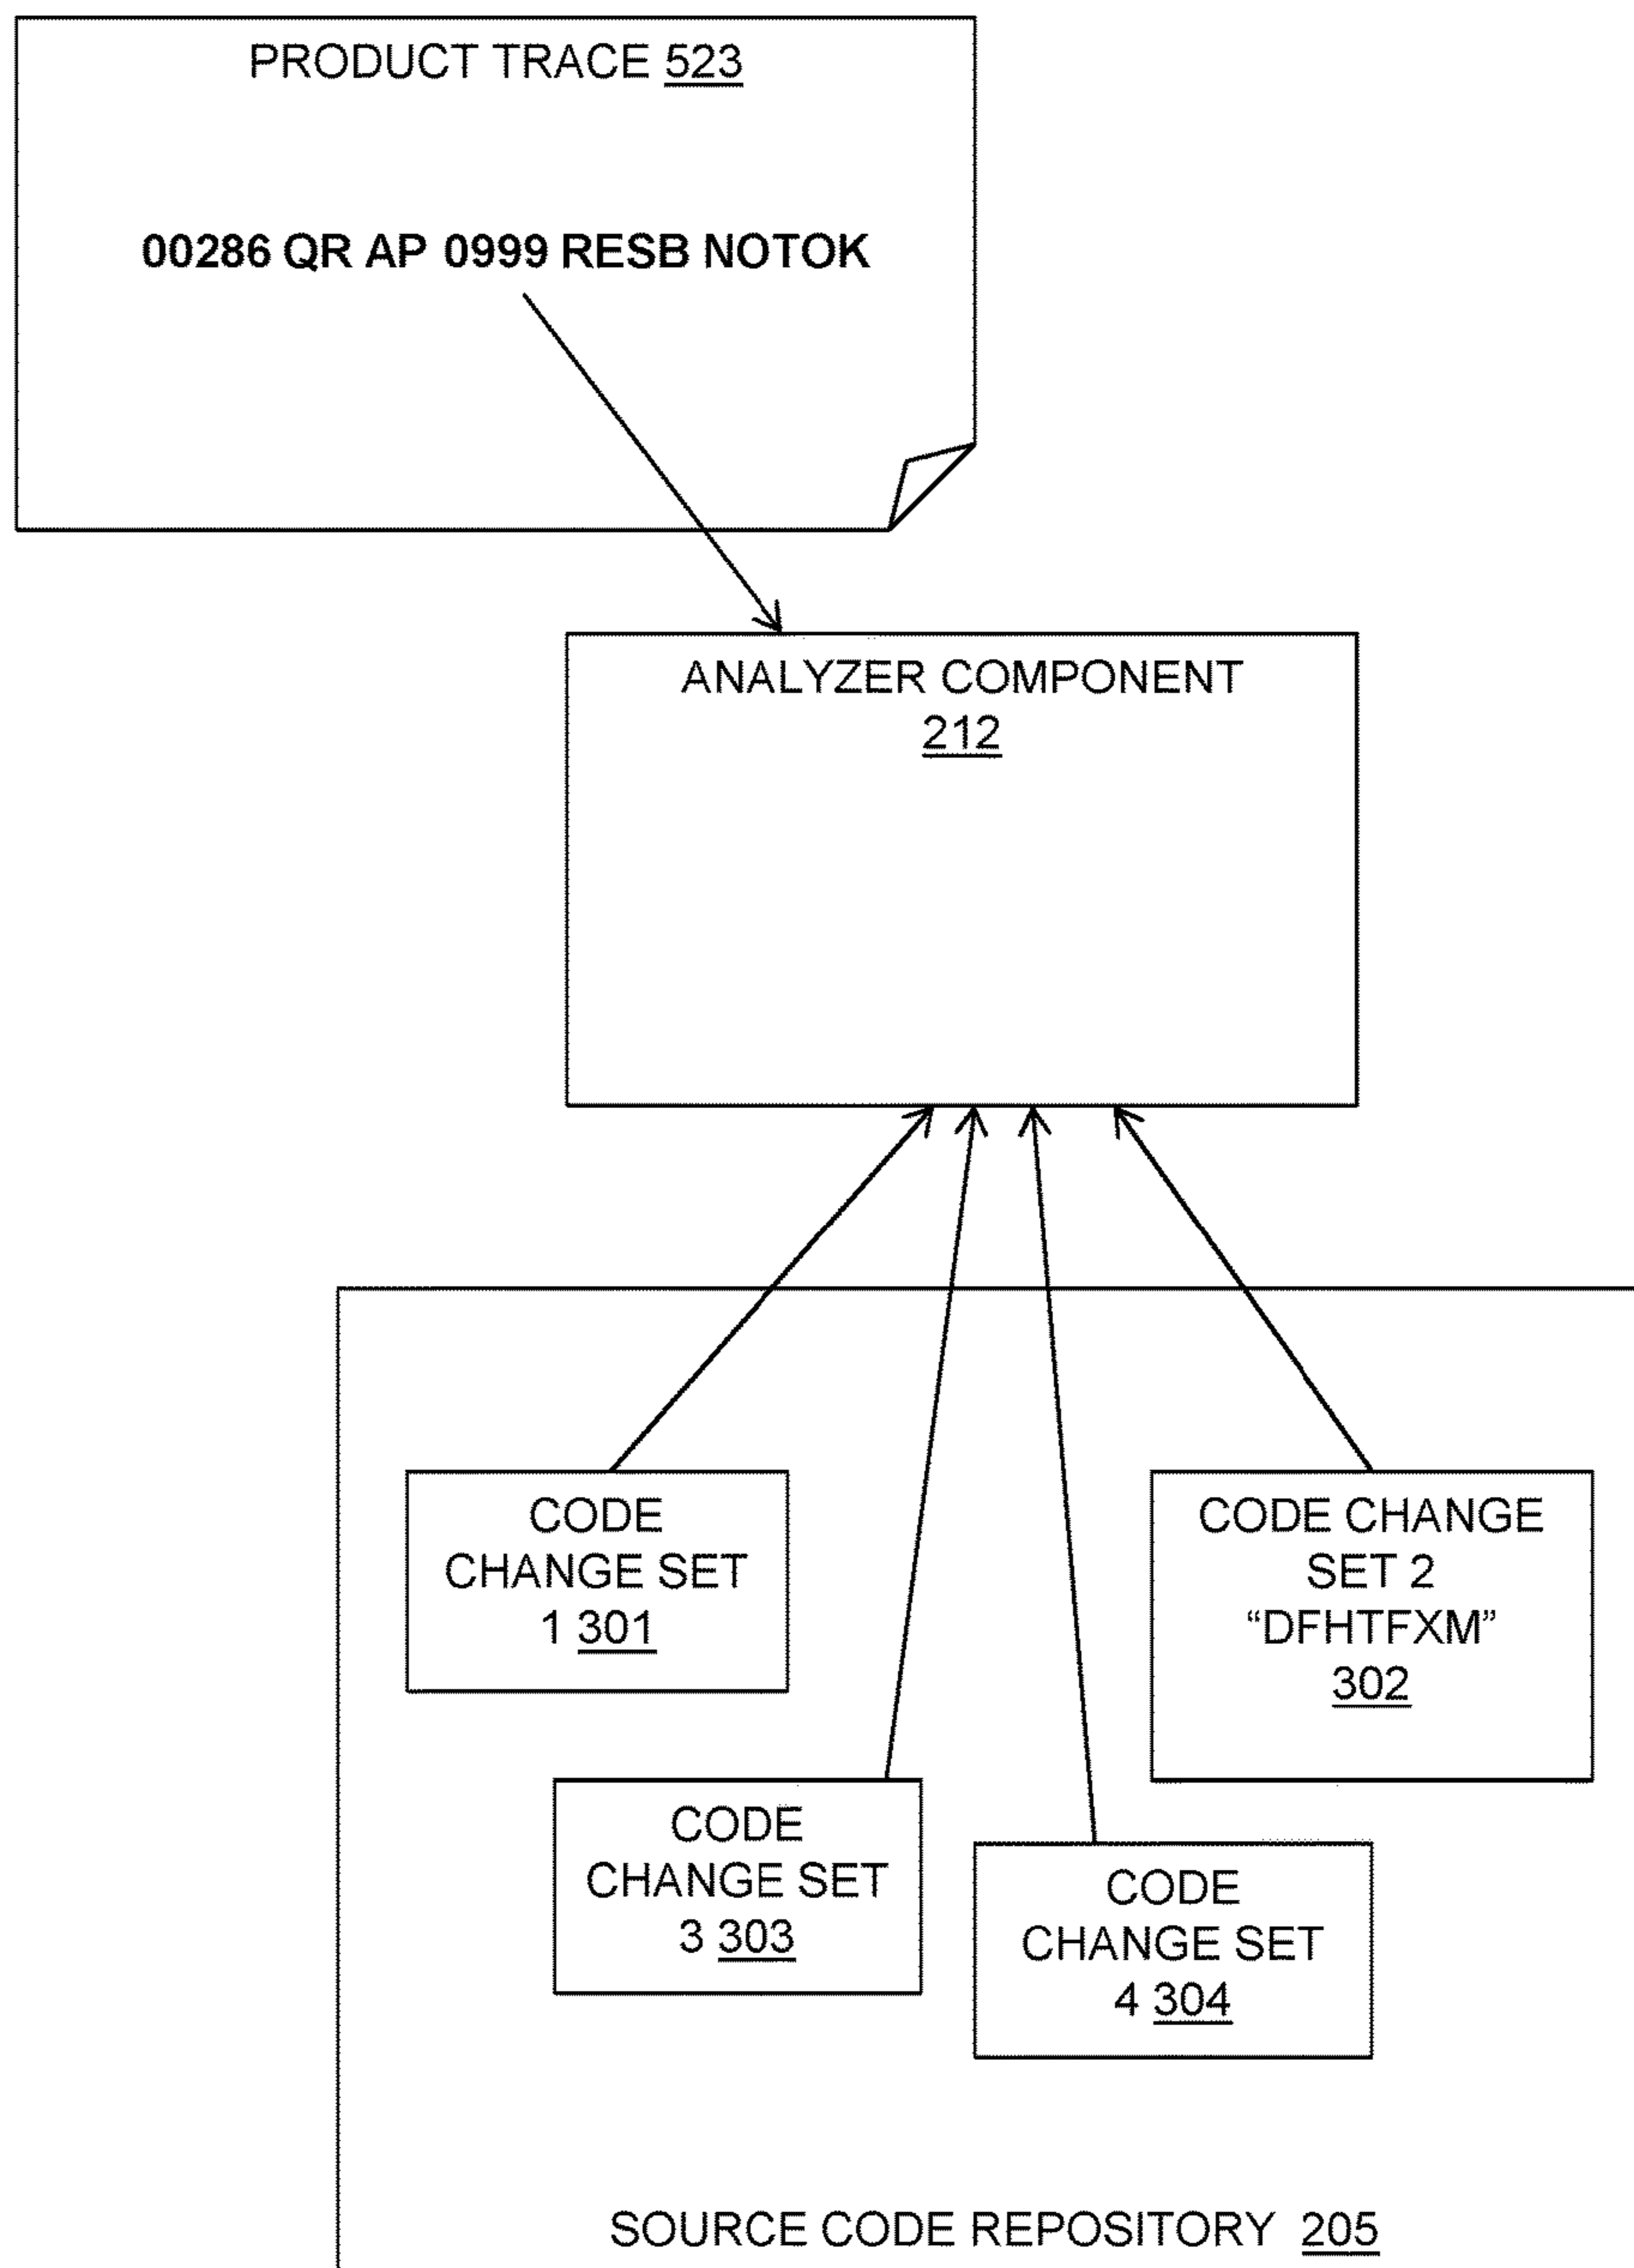 PRODUCT TRACE 523
00286 QR AP 0999 RESB NOTOK
ANALYZER COMPONENT
212
CODE
CHANGE SET
1 301
CODE CHANGE
SET 2
“DFHTFXM”
302
CODE
CHANGE SET
3 303
CODE
CHANGE SET
4 304
SOURCE CODE REPOSITORY 205